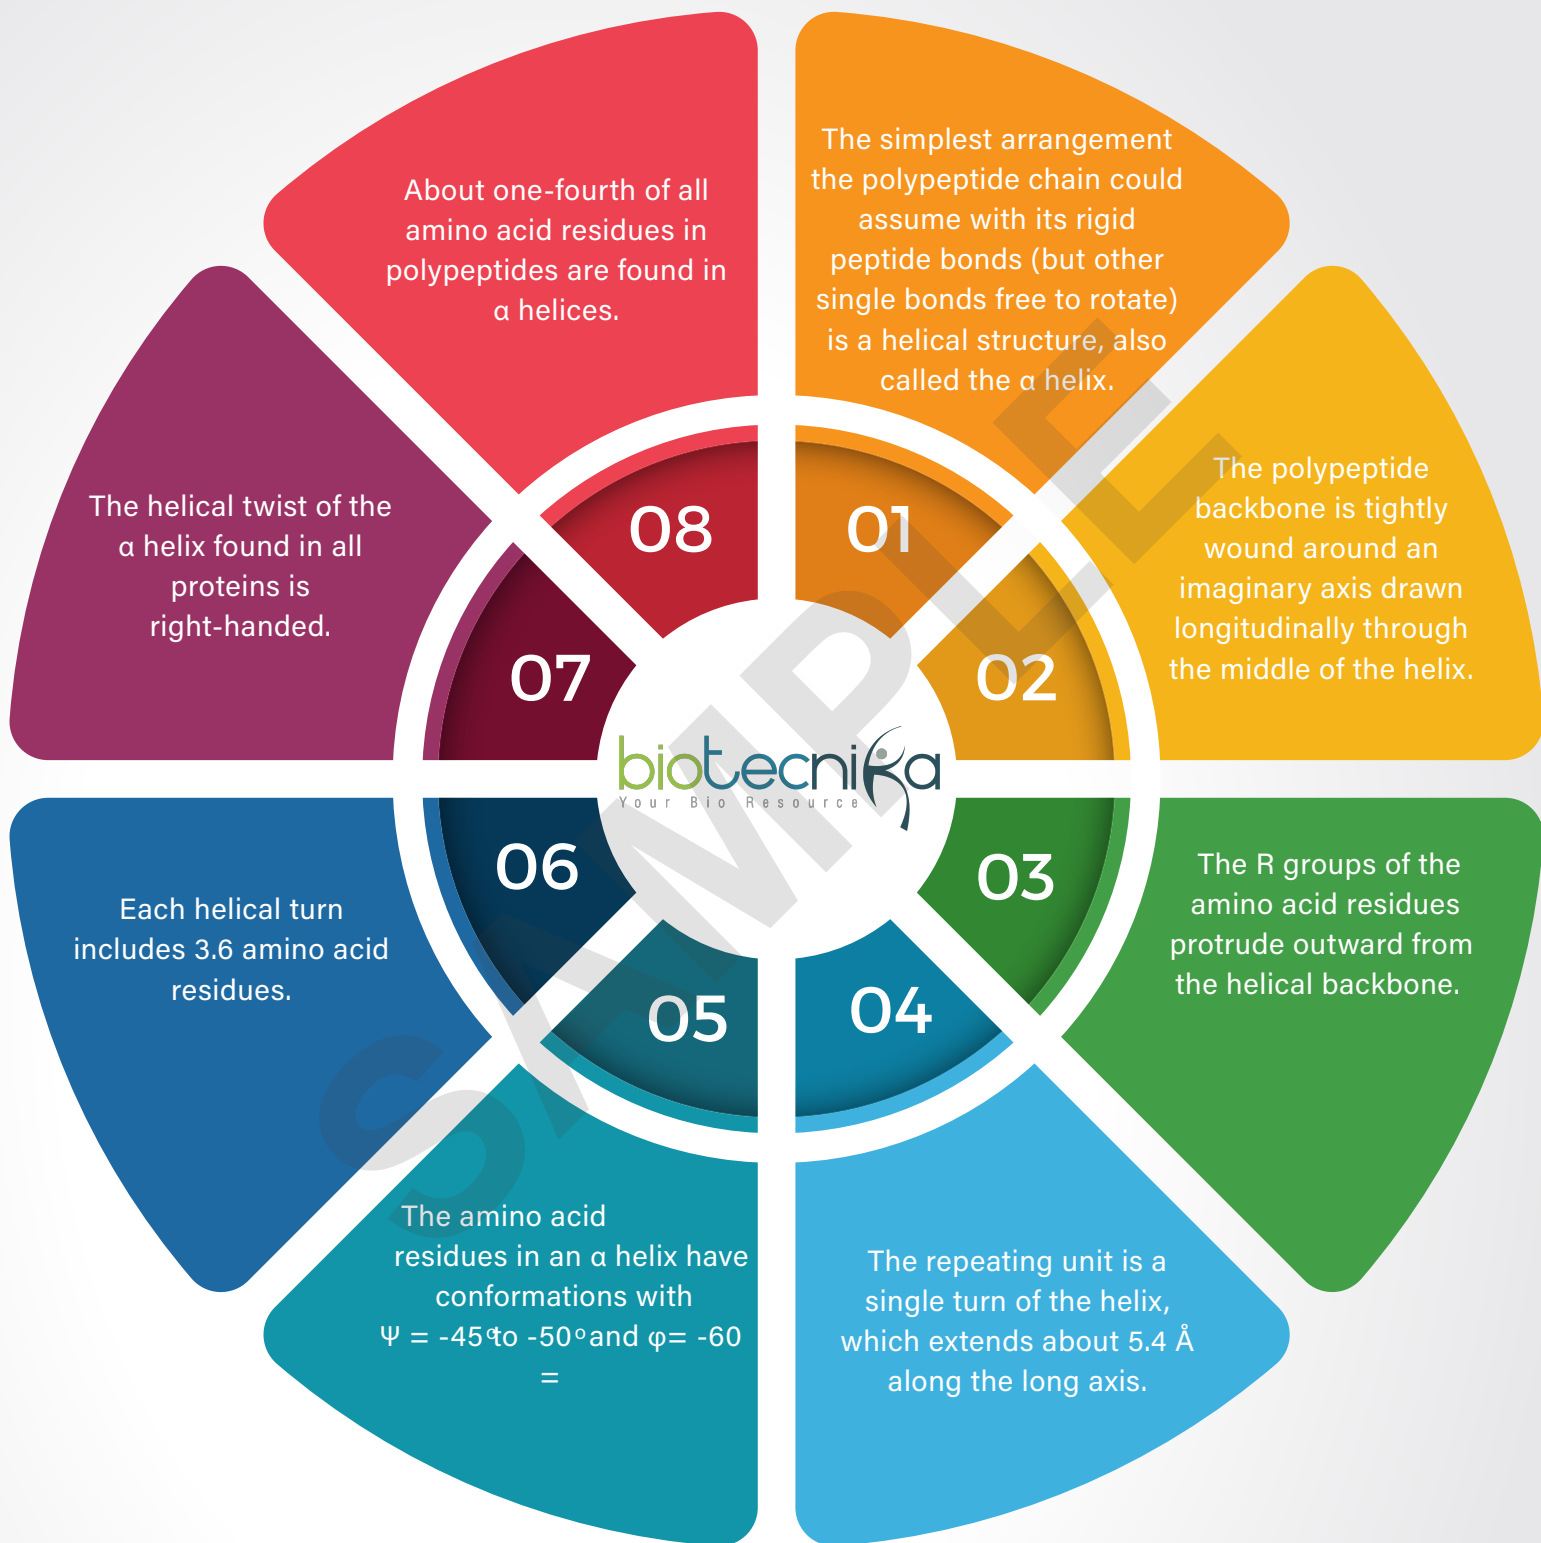 The simplest arrangement
the polypeptide chain could
assume with its rigid
peptide bonds (but other
single bonds free to rotate)
is a helical structure, also
called the α helix.
01
The polypeptide
backbone is tightly
wound around an
imaginary axis drawn
longitudinally through
the middle of the helix.
02
The R groups of the
amino acid residues
protrude outward from
the helical backbone.
03
The repeating unit is a
single turn of the helix,
which extends about 5.4 Å
along the long axis.
04
The amino acid
residues in an α helix have
conformations with
Ψ = -45° to -50° and φ= -60
=
05
Each helical turn
includes 3.6 amino acid
residues.
06
The helical twist of the
α helix found in all
proteins is
right-handed.
07
About one-fourth of all
amino acid residues in
polypeptides are found in
α helices.
08
biotecnika
Your Bio Resource
SAMPLE